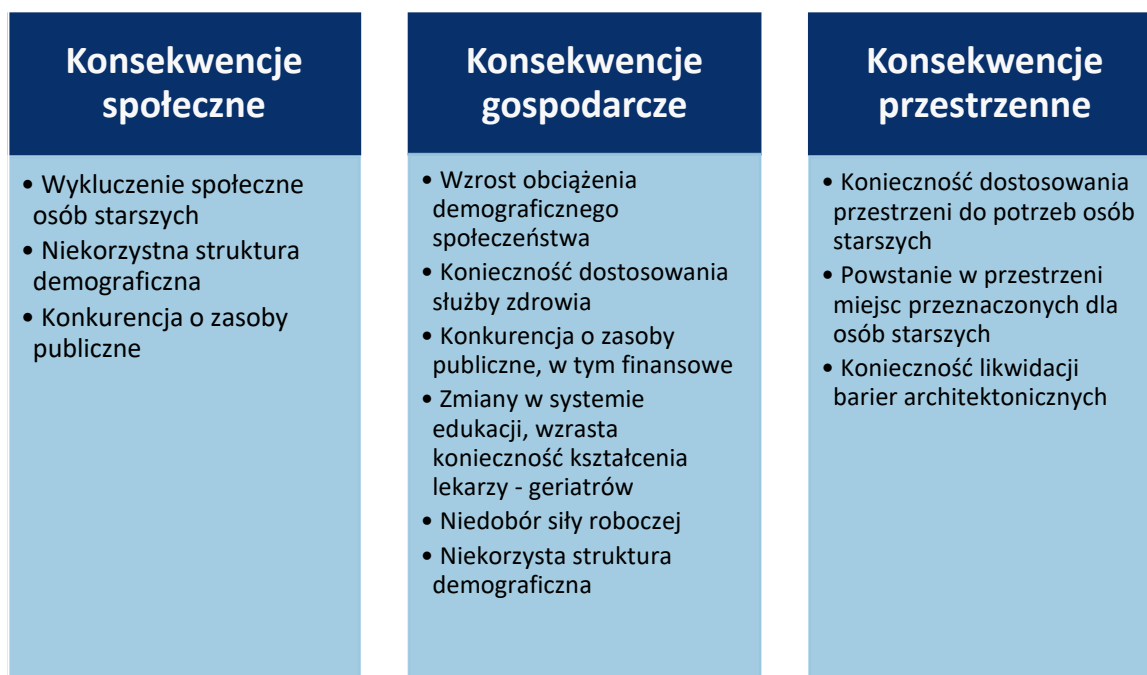 Konsekwencje
społeczne
• Wykluczenie społeczne
osób starszych
• Niekorzystna struktura
demograficzna
• Konkurencja o zasoby
publiczne
Konsekwencje
gospodarcze
• Wzrost obciążenia
demograficznego
społeczeństwa
• Konieczność dostosowania
służby zdrowia
• Konkurencja o zasoby
publiczne, w tym finansowe
• Zmiany w systemie
edukacji, wzrasta
konieczność kształcenia
lekarzy - geriatrów
• Niedobór siły roboczej
• Niekorzysta struktura
demograficzna
Konsekwencje
przestrzenne
• Konieczność dostosowania
przestrzeni do potrzeb osób
starszych
• Powstanie w przestrzeni
miejsc przeznaczonych dla
osób starszych
• Konieczność likwidacji
barier architektonicznych